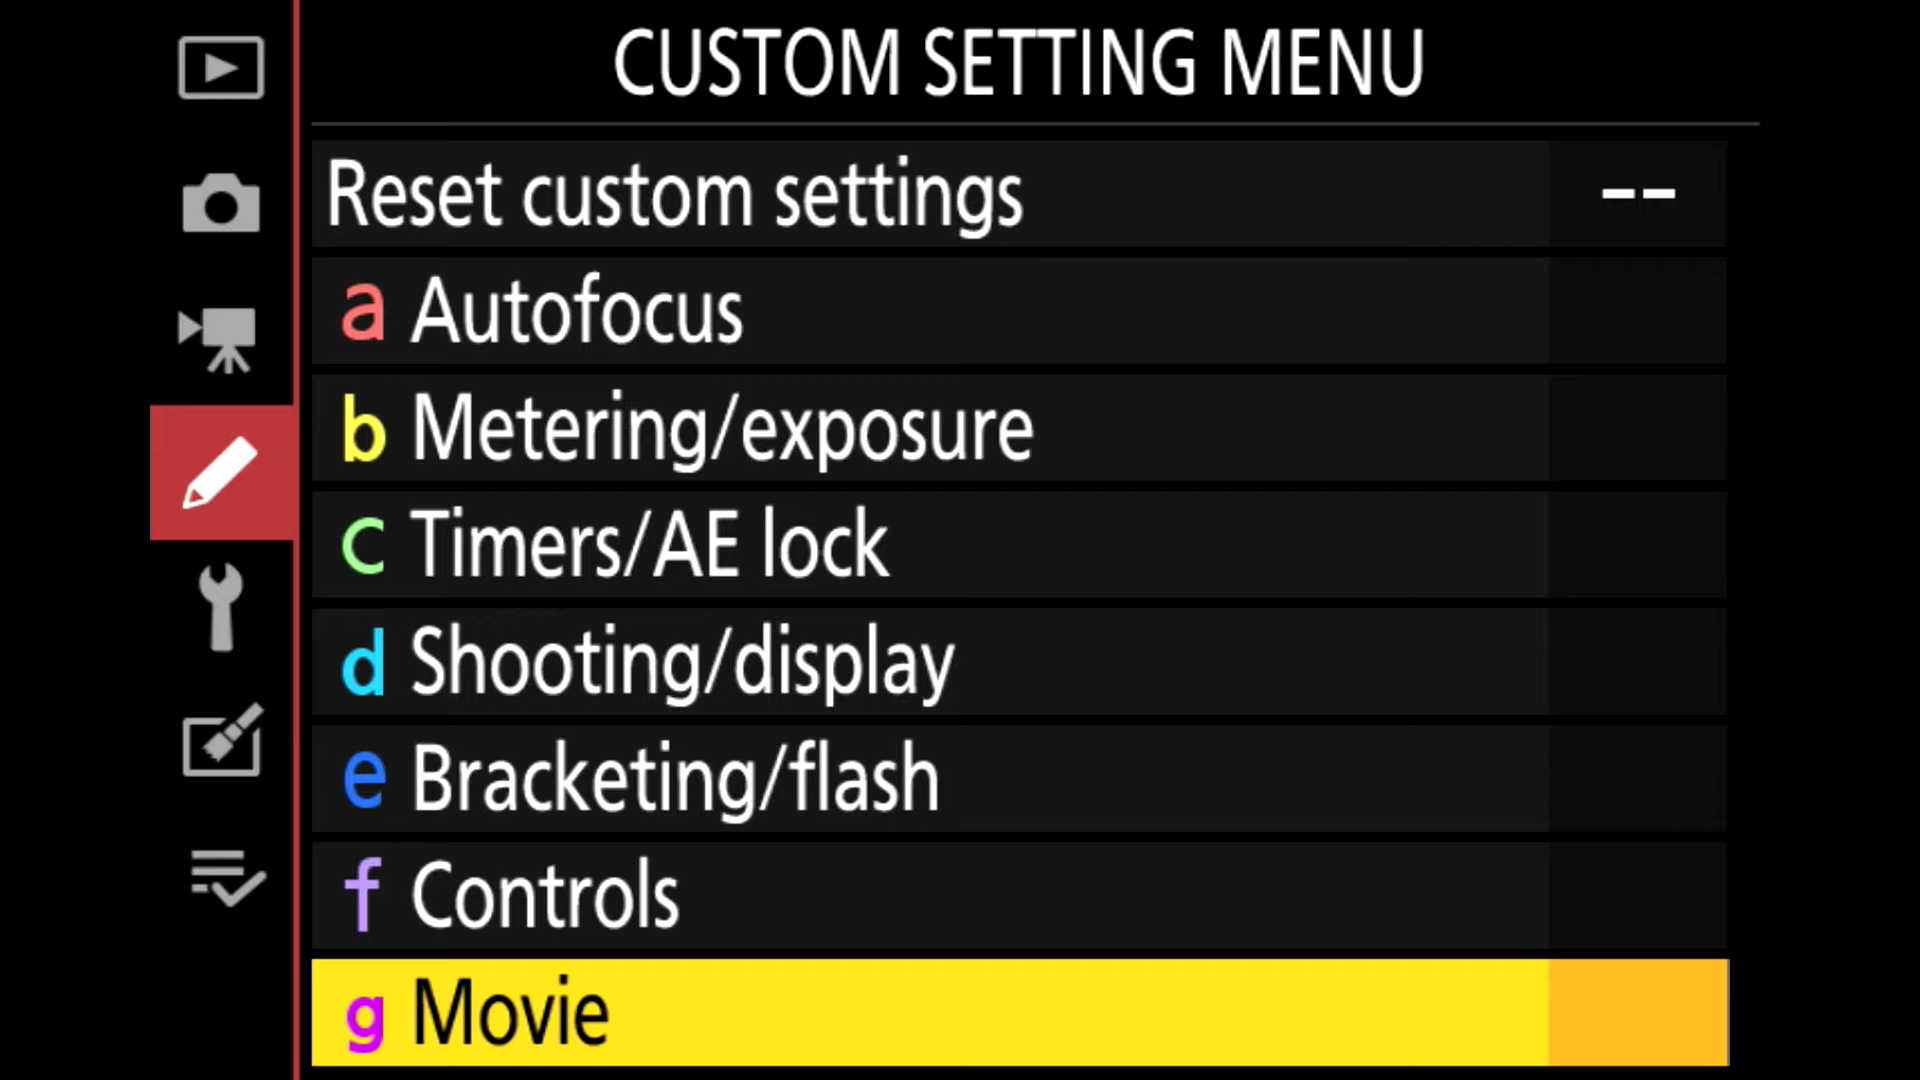 CUSTOM SETTING MENU
Reset custom settings --
a Autofocus
b Metering/exposure
c Timers/AE lock
d Shooting/display
e Bracketing/flash
f Controls
g Movie